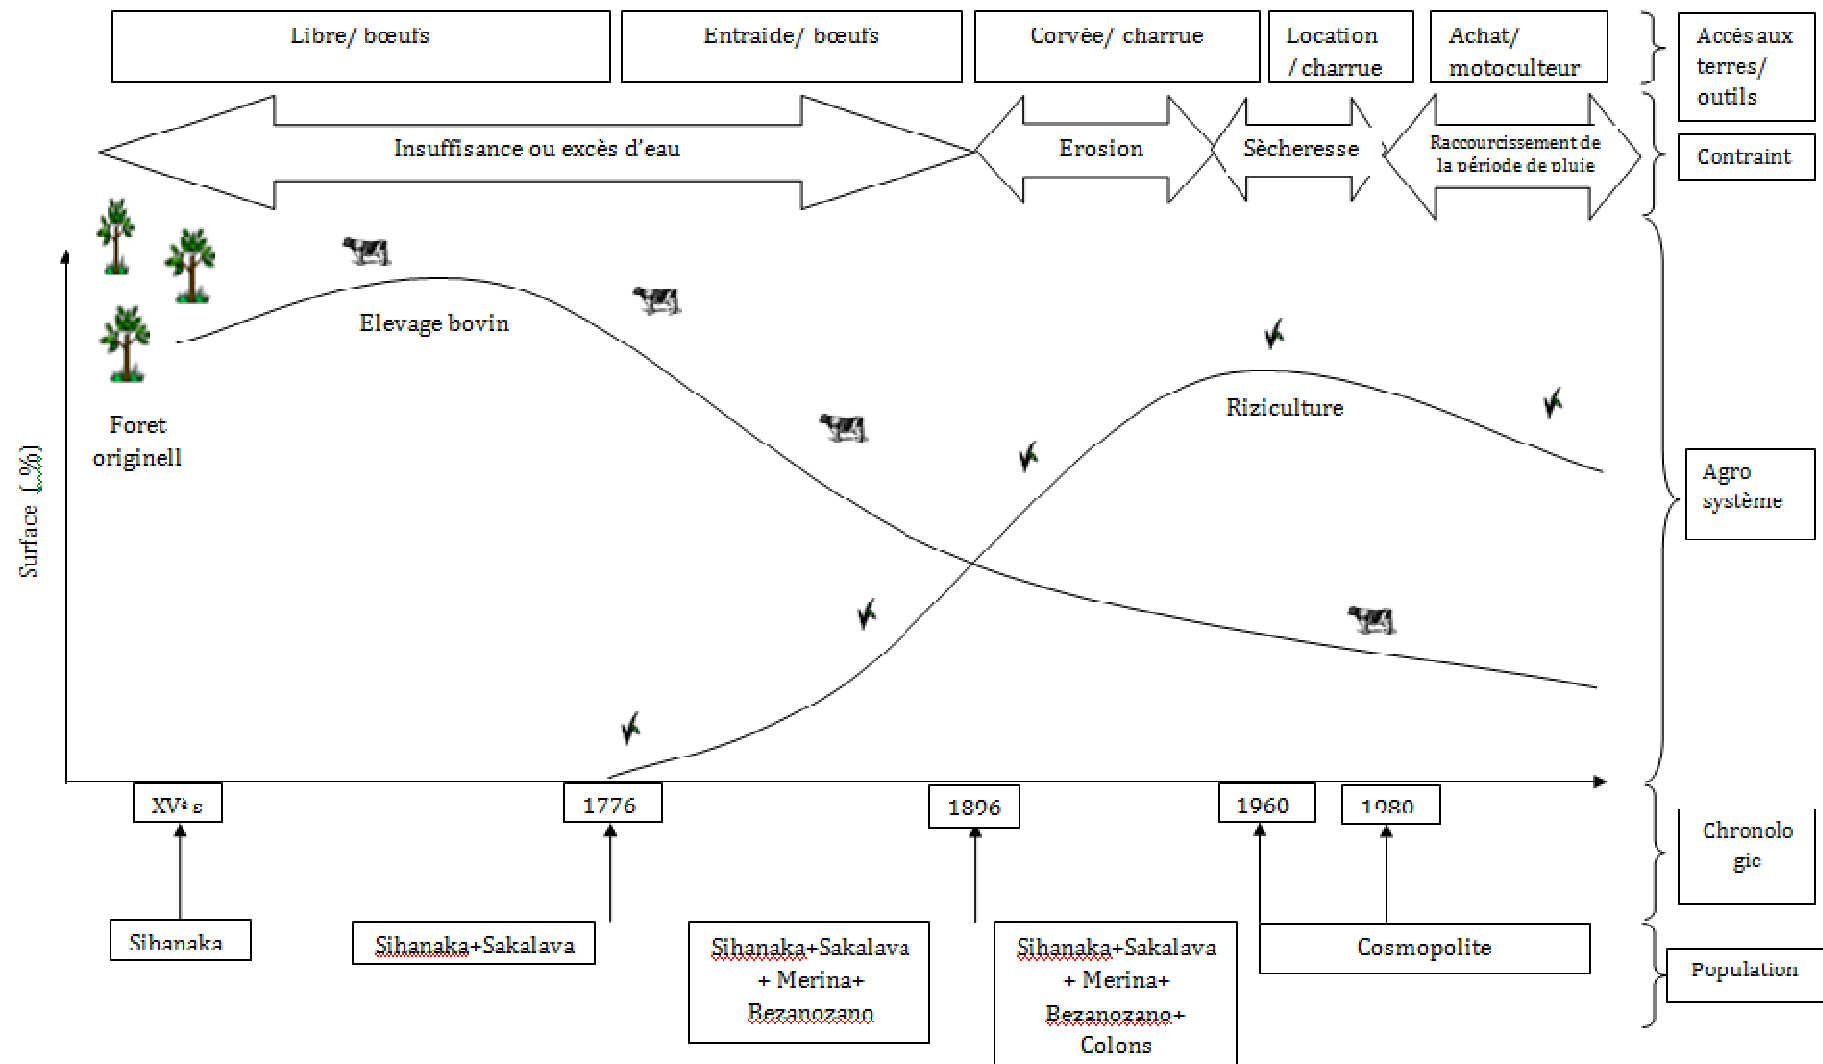 Libre/ bœufs
Entraide/ bœufs
Corvée/ charrue
Location
/ charrue
Achat/
motoculteur
Accès aux
terres/
outils
Insuffisance ou excès d'eau
Erosion
Sècheresse
Raccourcissement de
la période de pluie
Contraint
Elevage bovin
Riziculture
Foret
originell
Surface (%)
Agro
système
XVè s
1776
1896
1960
1980
Chronolo
gie
Sihanaka
Sihanaka+Sakalava
Sihanaka+Sakalava
+ Merina+
Bezanozano
Sihanaka+Sakalava
+ Merina+
Bezanozano+
Colons
Cosmopolite
Population